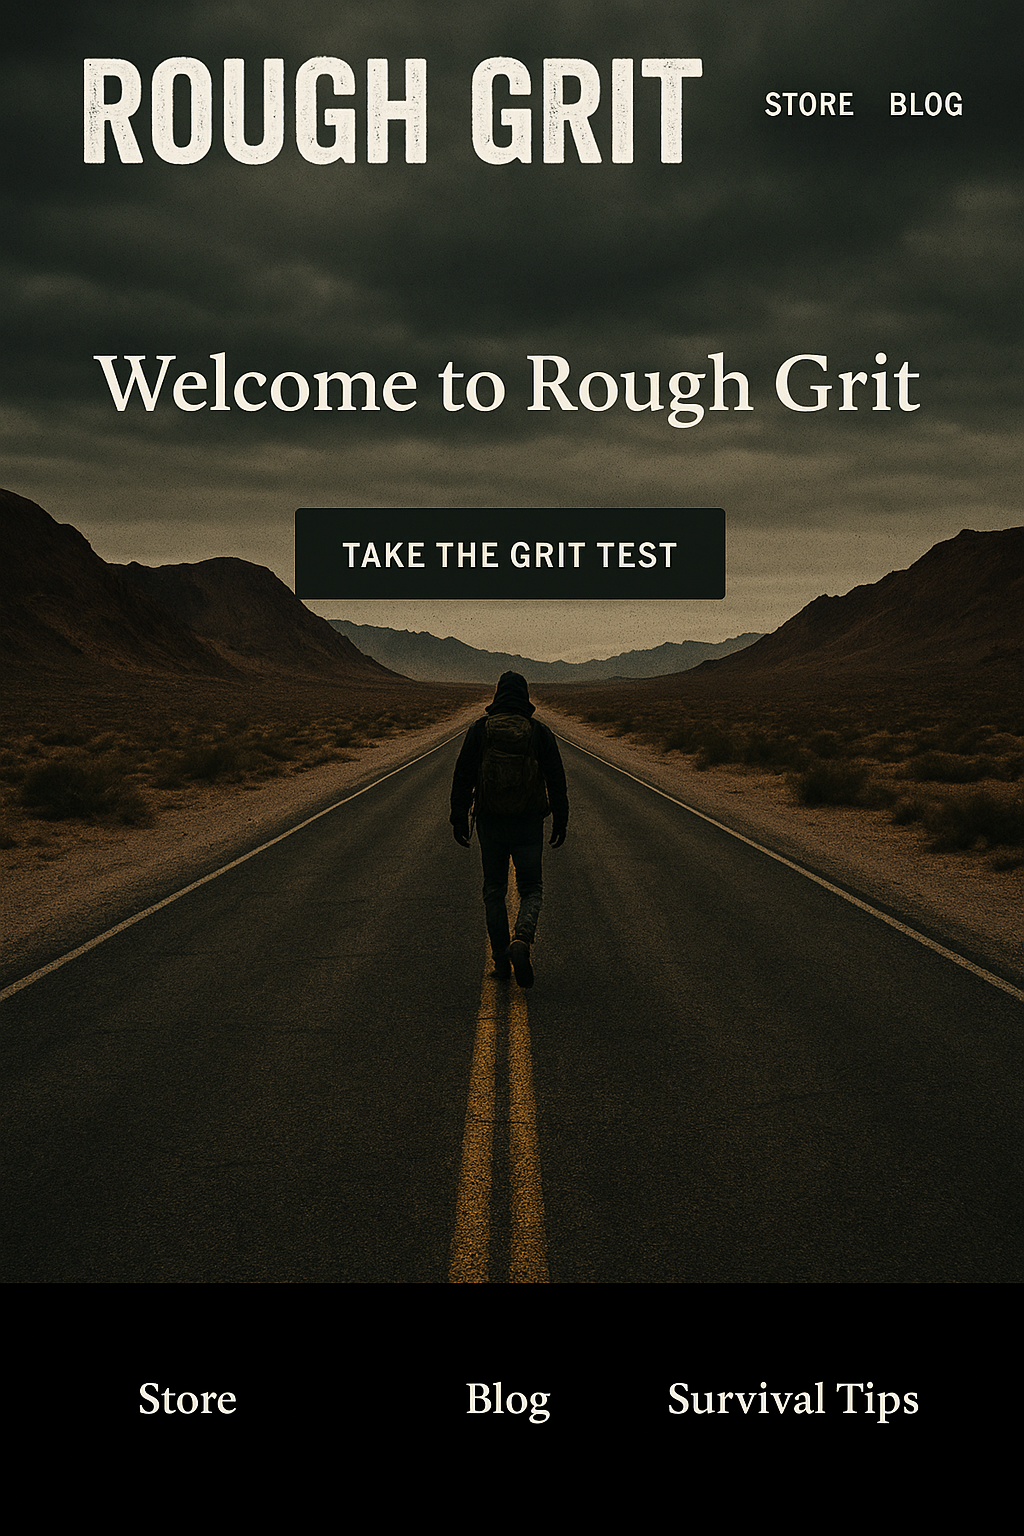 ROUGH GRIT
STORE BLOG
Welcome to Rough Grit
TAKE THE GRIT TEST
Store Blog Survival Tips